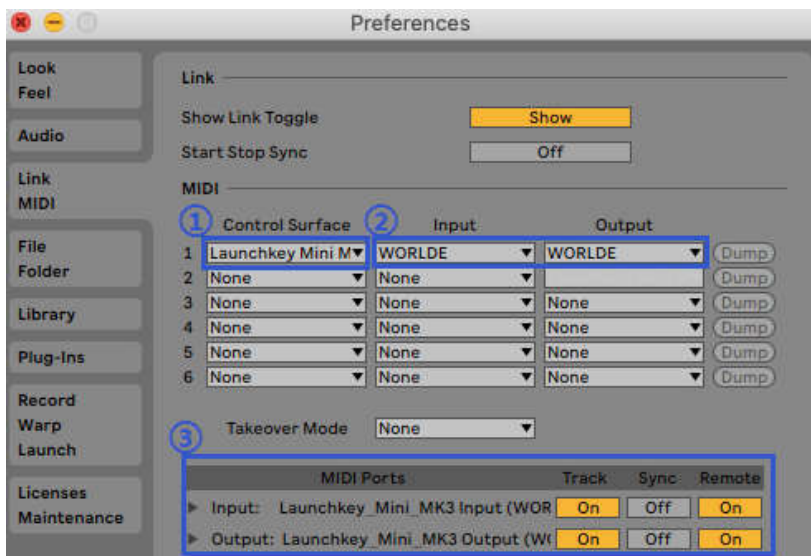 Preferences
Look
Feel
Audio
Link
MIDI
File
Folder
Library
Plug-Ins
Record
Warp
Launch
Licenses
Maintenance
Link
Show Link Toggle Show
Start Stop Sync Off
MIDI
① Control Surface ② Input Output
1 Launchkey Mini M WORLDE WORLDE Dump
2 None None Dump
3 None None None Dump
4 None None None Dump
5 None None None Dump
6 None None None Dump
③ Takeover Mode None
MIDI Ports Track Sync Remote
Input: Launchkey_Mini_MK3 Input (WOR On Off On
Output: Launchkey_Mini_MK3 Output (W On Off On